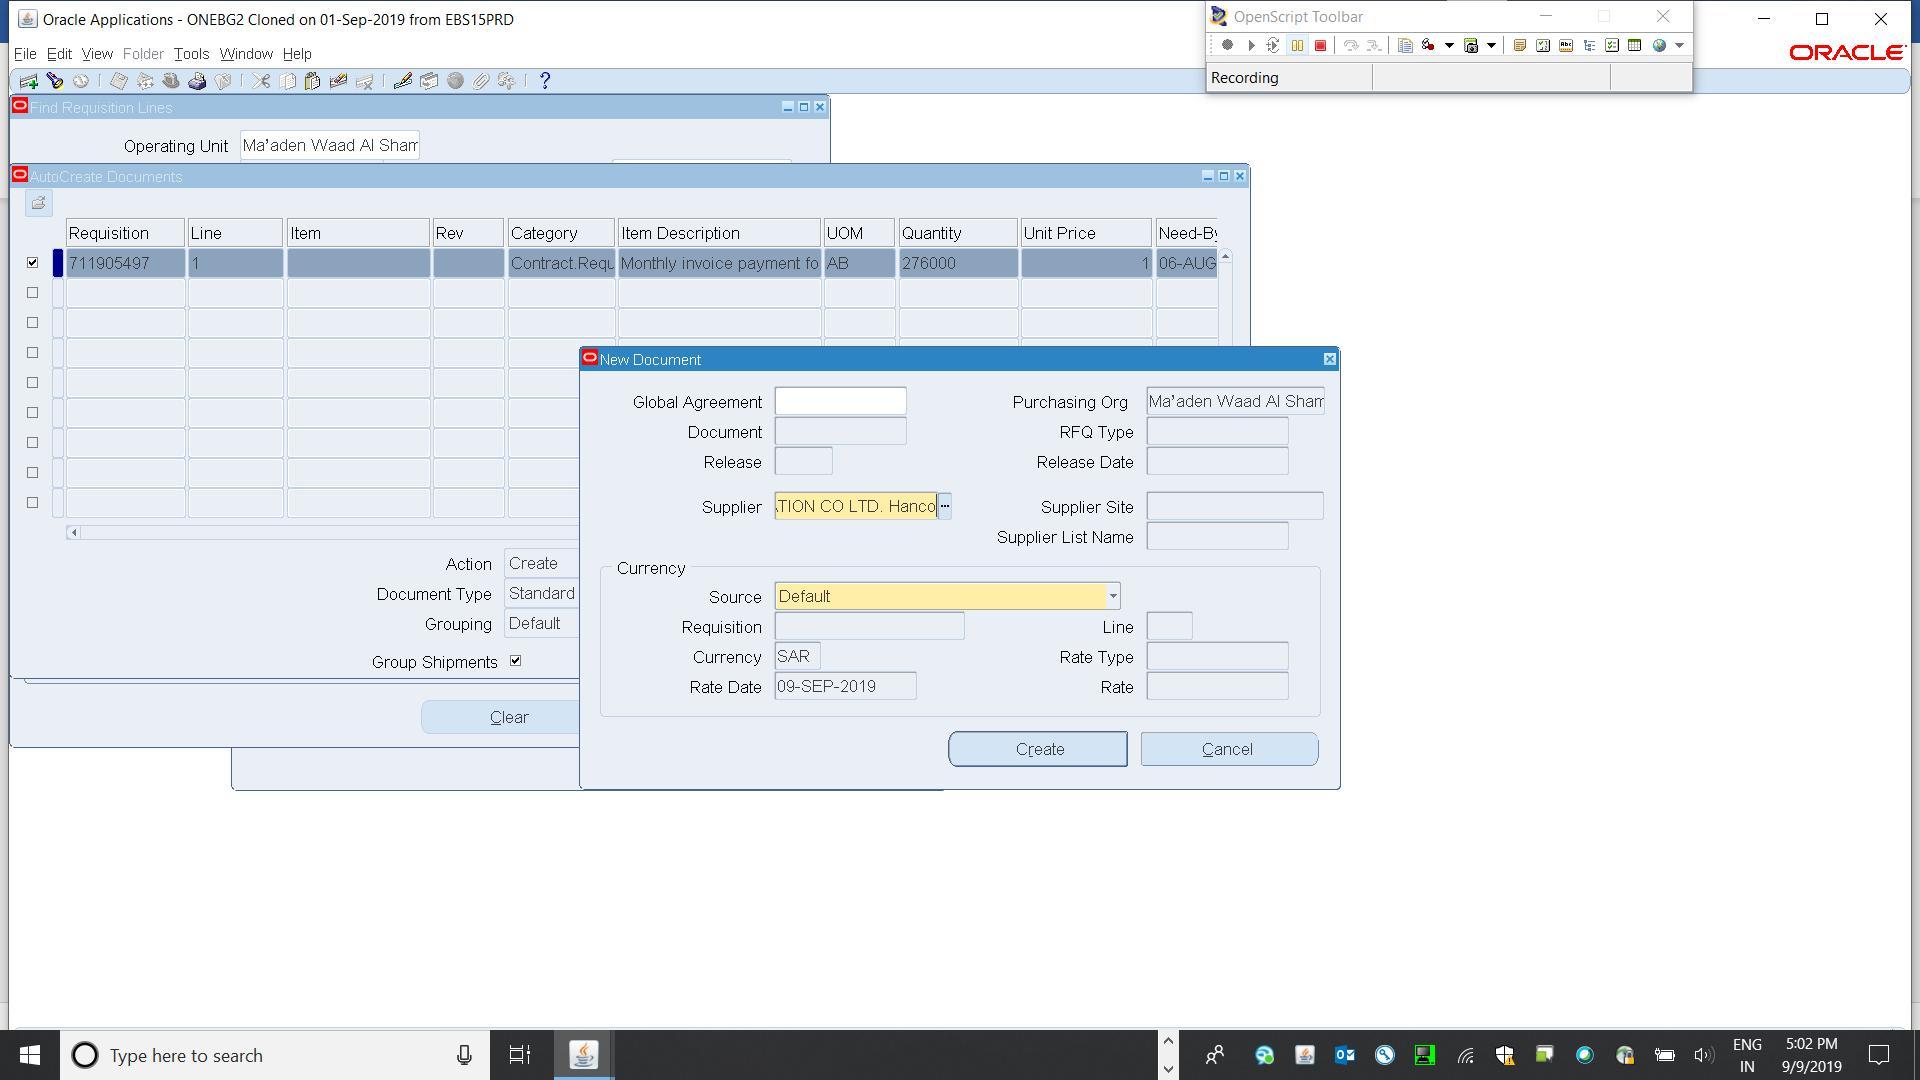 Oracle Applications - ONEBG2 Cloned on 01-Sep-2019 from EBS15PRD
OpenScript Toolbar
File Edit View Folder Tools Window Help
ORACLE
Recording
Find Requisition Lines
Operating Unit Ma'aden Waad Al Sham
AutoCreate Documents
Requisition Line Item Rev Category Item Description UOM Quantity Unit Price Need-By
711905497 1 Contract.Requ Monthly invoice payment fo AB 276000 1 06-AUG
New Document
Global Agreement Purchasing Org Ma'aden Waad Al Sham
Document RFQ Type
Release Release Date
Supplier ATION CO LTD. Hanco ... Supplier Site
Supplier List Name
Action Create
Document Type Standard
Grouping Default
Group Shipments
Clear
Currency
Source Default
Requisition Line
Currency SAR Rate Type
Rate Date 09-SEP-2019 Rate
Create Cancel
Type here to search
ENG
IN
5:02 PM
9/9/2019